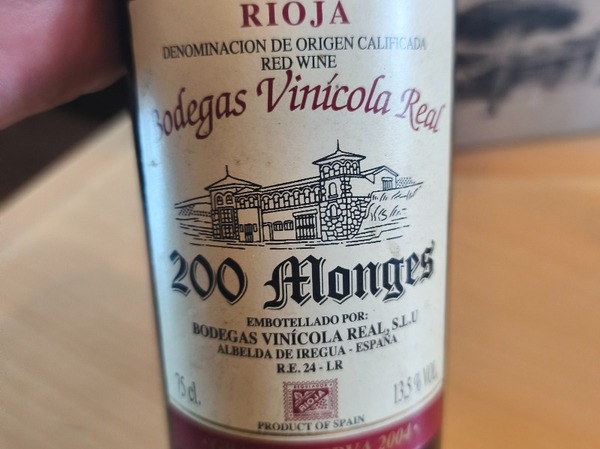 RIOJA
DENOMINACION DE ORIGEN CALIFICADA
RED WINE
Bodegas Vinícola Real
200 Monges
EMBOTELLADO POR:
BODEGAS VINÍCOLA REAL, S.L.U
ALBELDA DE IREGUA - ESPAÑA
R.E. 24 - LR
75 cl.
13.5 % VOL.
RIOJA
PRODUCT OF SPAIN
2004